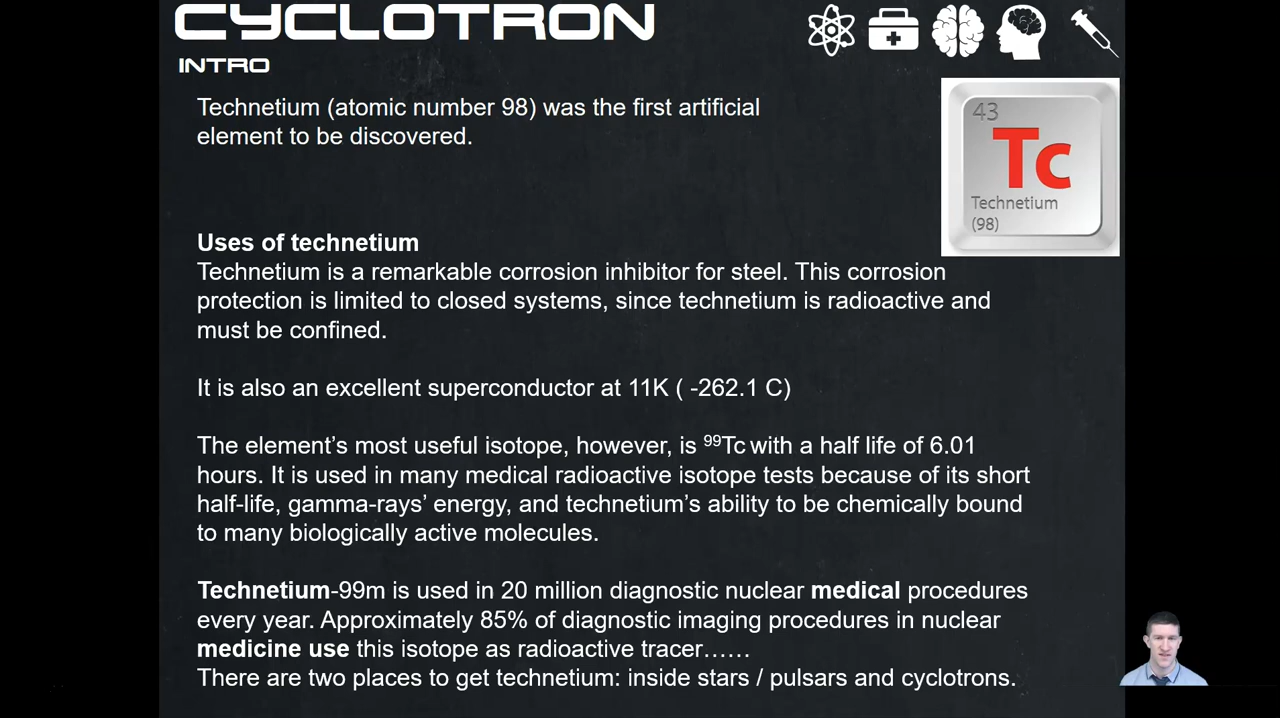 CYCLOTRON
INTRO
Technetium (atomic number 98) was the first artificial
element to be discovered.
43
Tc
Technetium
(98)
Uses of technetium
Technetium is a remarkable corrosion inhibitor for steel. This corrosion
protection is limited to closed systems, since technetium is radioactive and
must be confined.
It is also an excellent superconductor at 11K ( -262.1 C)
The element’s most useful isotope, however, is ⁹⁹Tc with a half life of 6.01
hours. It is used in many medical radioactive isotope tests because of its short
half-life, gamma-rays’ energy, and technetium’s ability to be chemically bound
to many biologically active molecules.
Technetium-99m is used in 20 million diagnostic nuclear medical procedures
every year. Approximately 85% of diagnostic imaging procedures in nuclear
medicine use this isotope as radioactive tracer……
There are two places to get technetium: inside stars / pulsars and cyclotrons.